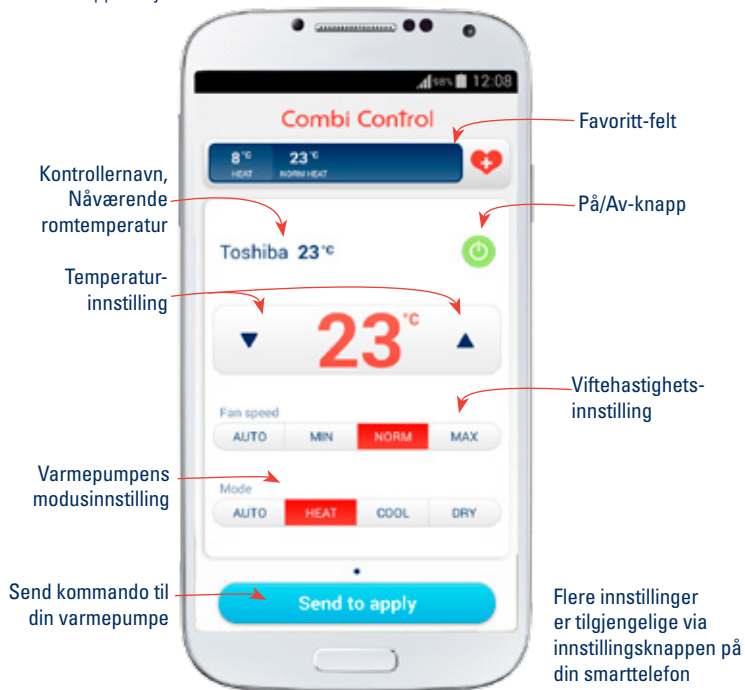 98% 12:08
Combi Control
Favoritt-felt
8°C 23°C
HEAT NORM HEAT
Kontrollernavn,
Nåværende
romtemperatur
På/Av-knapp
Toshiba 23°C
Temperatur-
innstilling
23°C
Viftehastighets-
innstilling
Fan speed
AUTO MIN NORM MAX
Varmepumpens
modusinnstilling
Mode
AUTO HEAT COOL DRY
Send kommando til
din varmepumpe
Send to apply
Flere innstillinger
er tilgjengelige via
innstillingsknappen på
din smarttelefon